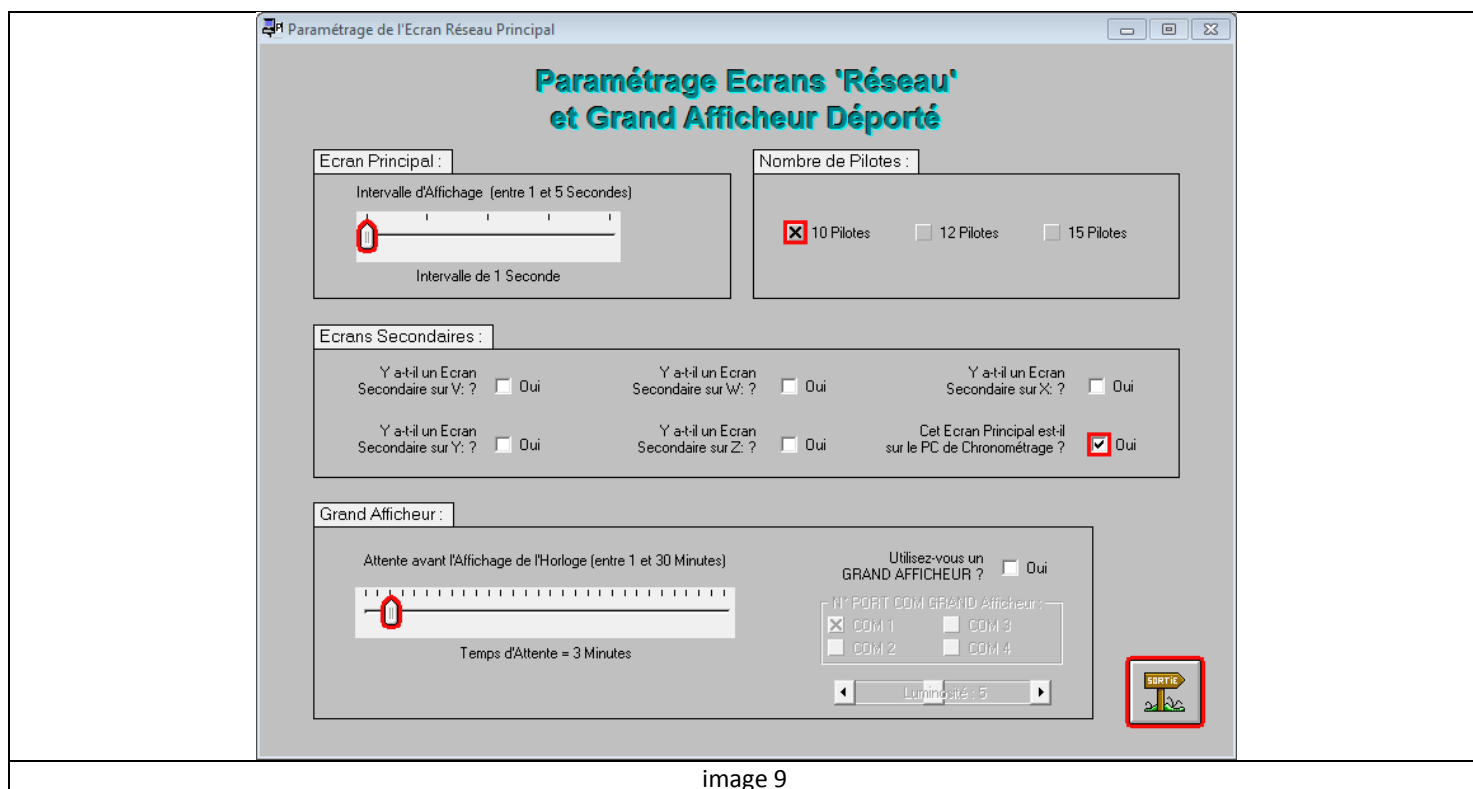 Paramétrage de l'Ecran Réseau Principal
Paramétrage Ecrans 'Réseau'
et Grand Afficheur Déporté
Ecran Principal :
Intervalle d'Affichage (entre 1 et 5 Secondes)
Intervalle de 1 Seconde
Nombre de Pilotes :
10 Pilotes
12 Pilotes
15 Pilotes
Ecrans Secondaires :
Y a-t-il un Ecran
Secondaire sur V: ?
Oui
Y a-t-il un Ecran
Secondaire sur W: ?
Oui
Y a-t-il un Ecran
Secondaire sur X: ?
Oui
Y a-t-il un Ecran
Secondaire sur Y: ?
Oui
Y a-t-il un Ecran
Secondaire sur Z: ?
Oui
Cet Ecran Principal est-il
sur le PC de Chronométrage ?
Oui
Grand Afficheur :
Attente avant l'Affichage de l'Horloge (entre 1 et 30 Minutes)
Temps d'Attente = 3 Minutes
Utilisez-vous un
GRAND AFFICHEUR ?
Oui
N° PORT COM GRAND Afficheur :
COM 1
COM 3
COM 2
COM 4
Luminosité : 5
SORTIE
image 9